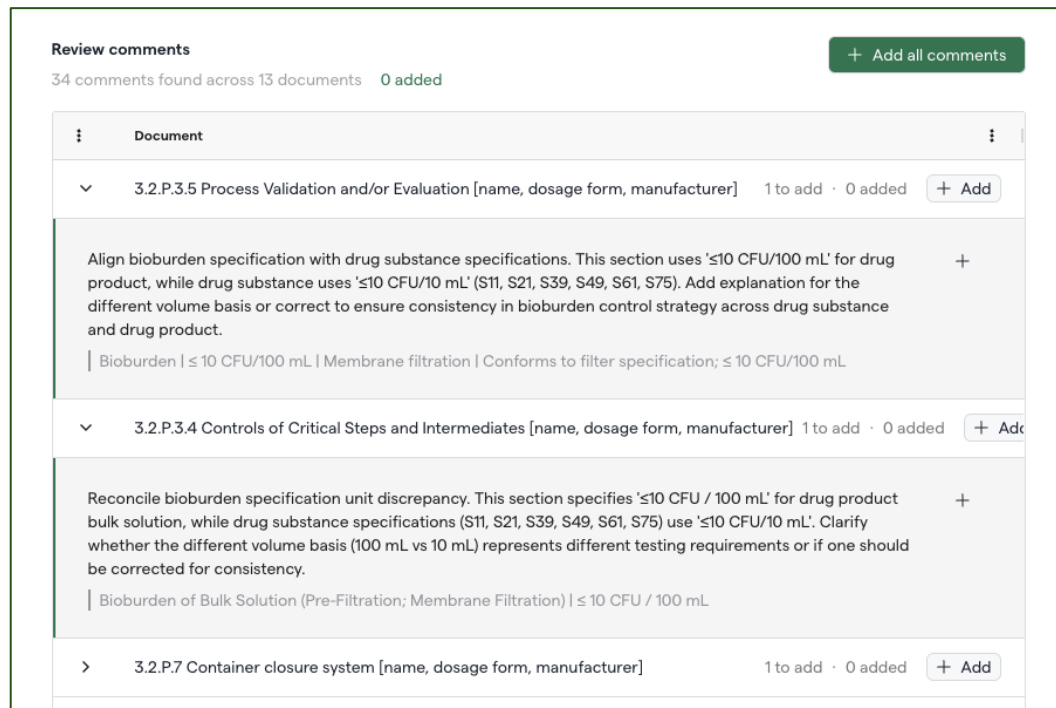 Review comments
+ Add all comments
34 comments found across 13 documents 0 added
Document
3.2.P.3.5 Process Validation and/or Evaluation [name, dosage form, manufacturer] 1 to add · 0 added + Add
Align bioburden specification with drug substance specifications. This section uses '≤10 CFU/100 mL' for drug
product, while drug substance uses '≤10 CFU/10 mL' (S11, S21, S39, S49, S61, S75). Add explanation for the
different volume basis or correct to ensure consistency in bioburden control strategy across drug substance
and drug product.
Bioburden | ≤ 10 CFU/100 mL | Membrane filtration | Conforms to filter specification; ≤ 10 CFU/100 mL
3.2.P.3.4 Controls of Critical Steps and Intermediates [name, dosage form, manufacturer] 1 to add · 0 added + Add
Reconcile bioburden specification unit discrepancy. This section specifies '≤10 CFU / 100 mL' for drug product
bulk solution, while drug substance specifications (S11, S21, S39, S49, S61, S75) use '≤10 CFU/10 mL'. Clarify
whether the different volume basis (100 mL vs 10 mL) represents different testing requirements or if one should
be corrected for consistency.
Bioburden of Bulk Solution (Pre-Filtration; Membrane Filtration) | ≤ 10 CFU / 100 mL
3.2.P.7 Container closure system [name, dosage form, manufacturer] 1 to add · 0 added + Add